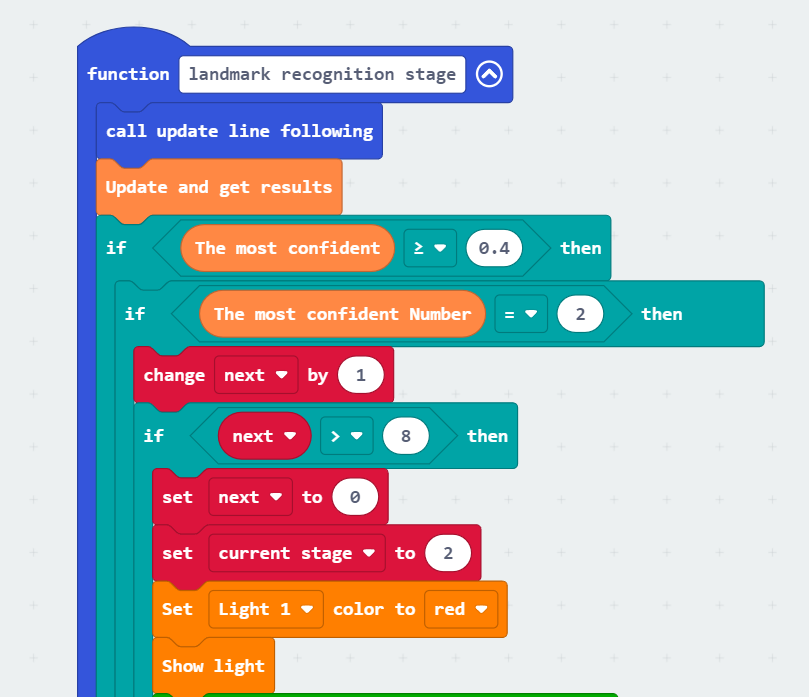 function landmark recognition stage
call update line following
Update and get results
if The most confident ≥ 0.4 then
if The most confident Number = 2 then
change next by 1
if next > 8 then
set next to 0
set current stage to 2
Set Light 1 color to red
Show light